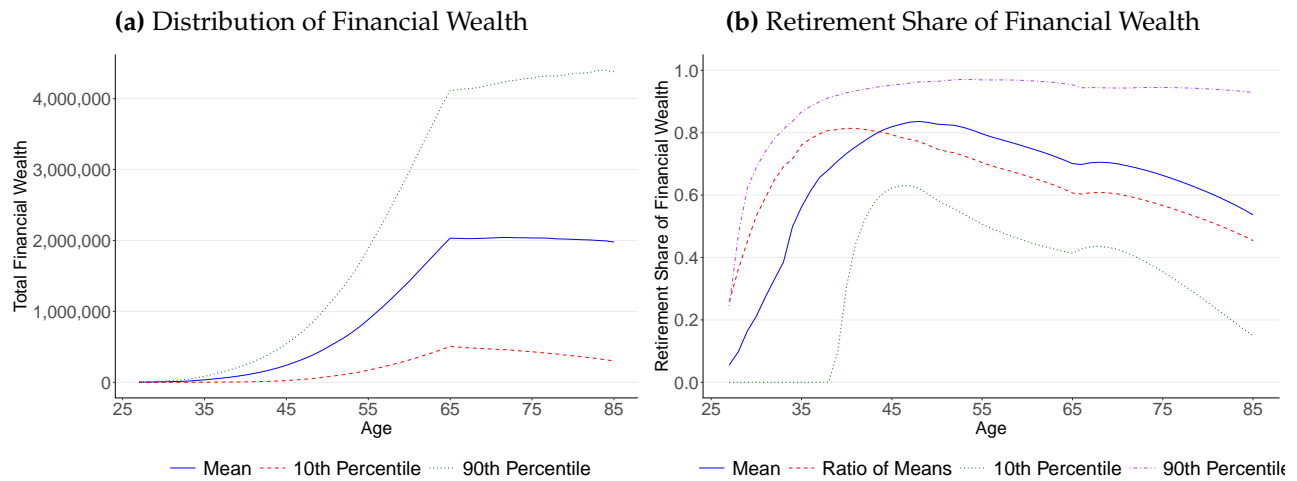 (a) Distribution of Financial Wealth
Total Financial Wealth
4,000,000
3,000,000
2,000,000
1,000,000
0
25 35 45 55 65 75 85
Age
Mean 10th Percentile 90th Percentile
(b) Retirement Share of Financial Wealth
Retirement Share of Financial Wealth
1.0
0.8
0.6
0.4
0.2
0.0
25 35 45 55 65 75 85
Age
Mean Ratio of Means 10th Percentile 90th Percentile